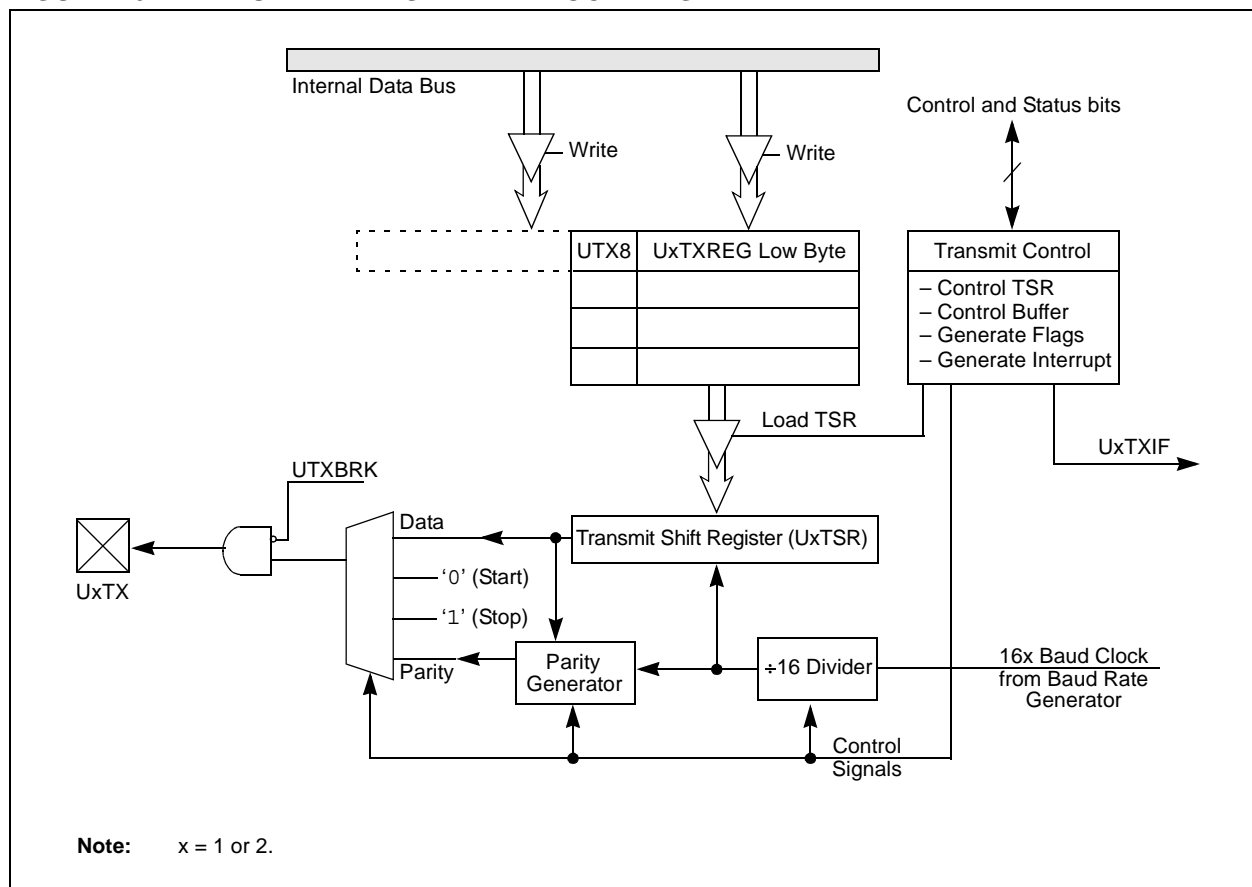 Internal Data Bus
Control and Status bits
Write
Write
UTX8
UxTXREG Low Byte
Transmit Control
– Control TSR
– Control Buffer
– Generate Flags
– Generate Interrupt
Load TSR
UxTXIF
UTXBRK
Data
Transmit Shift Register (UxTSR)
UxTX
‘0’ (Start)
‘1’ (Stop)
Parity
Parity
Generator
÷16 Divider
16x Baud Clock
from Baud Rate
Generator
Control
Signals
Note: x = 1 or 2.